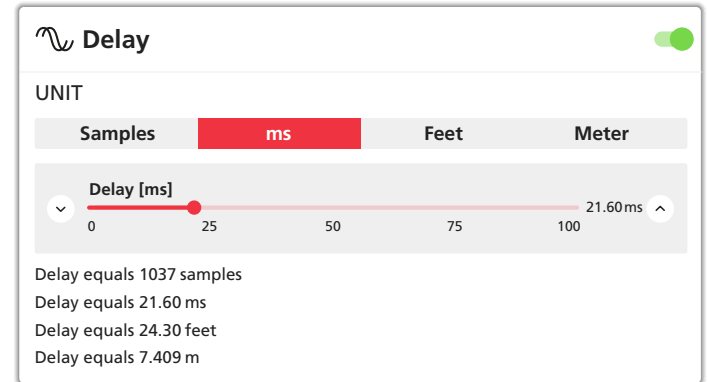 Delay
UNIT
Samples ms Feet Meter
Delay [ms]
21.60 ms
0 25 50 75 100
Delay equals 1037 samples
Delay equals 21.60 ms
Delay equals 24.30 feet
Delay equals 7.409 m